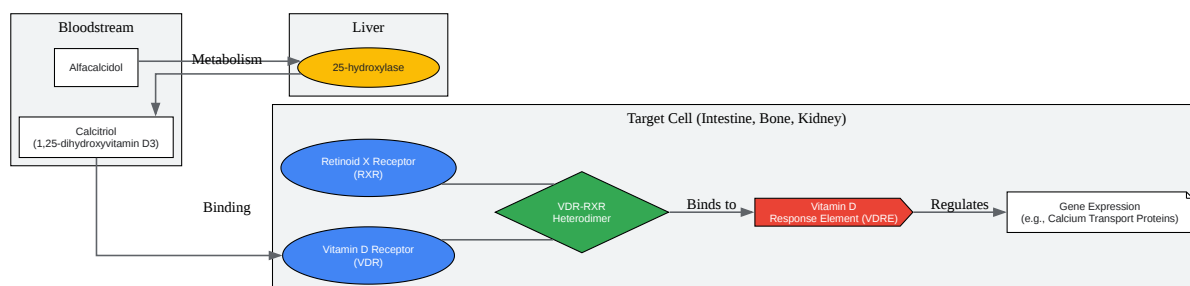 Bloodstream
Alfacalcidol
Calcitriol
(1,25-dihydroxyvitamin D3)
Metabolism
Liver
25-hydroxylase
Target Cell (Intestine, Bone, Kidney)
Retinoid X Receptor
(RXR)
Binding
Vitamin D Receptor
(VDR)
VDR-RXR
Heterodimer
Binds to
Vitamin D
Response Element (VDRE)
Regulates
Gene Expression
(e.g., Calcium Transport Proteins)